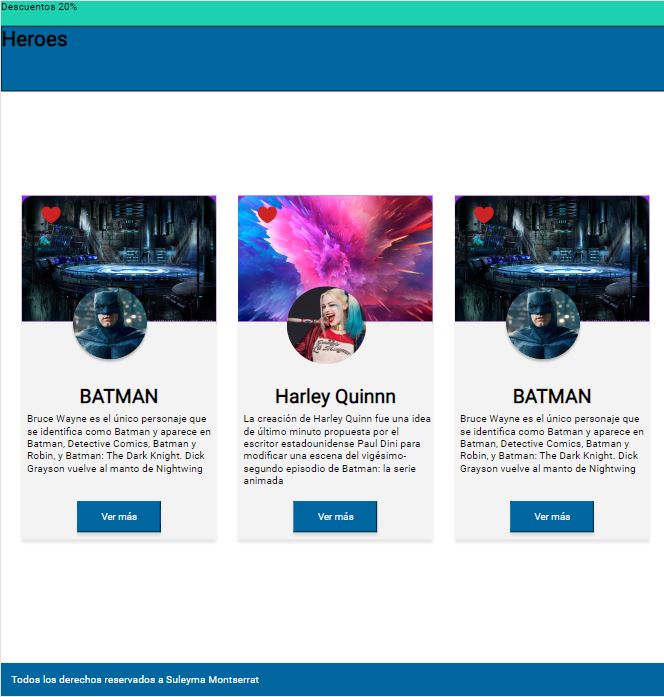 Descuentos 20%
Heroes
BATMAN
Bruce Wayne es el único personaje que
se identifica como Batman y aparece en
Batman, Detective Comics, Batman y
Robin, y Batman: The Dark Knight. Dick
Grayson vuelve al manto de Nightwing
Ver más
Harley Quinnn
La creación de Harley Quinn fue una idea
de último minuto propuesta por el
escritor estadounidense Paul Dini para
modificar una escena del vigésimo-
segundo episodio de Batman: la serie
animada
Ver más
BATMAN
Bruce Wayne es el único personaje que
se identifica como Batman y aparece en
Batman, Detective Comics, Batman y
Robin, y Batman: The Dark Knight. Dick
Grayson vuelve al manto de Nightwing
Ver más
Todos los derechos reservados a Suleyma Montserrat